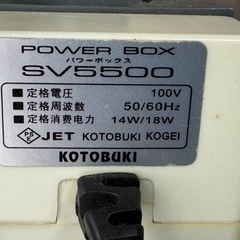 POWER BOX
パワーボックス
SV5500
■定格電圧 100V
■定格周波数 50/60Hz
■定格消費電力 14W/18W
PS E JET KOTOBUKI KOGEI
KOTOBUKI